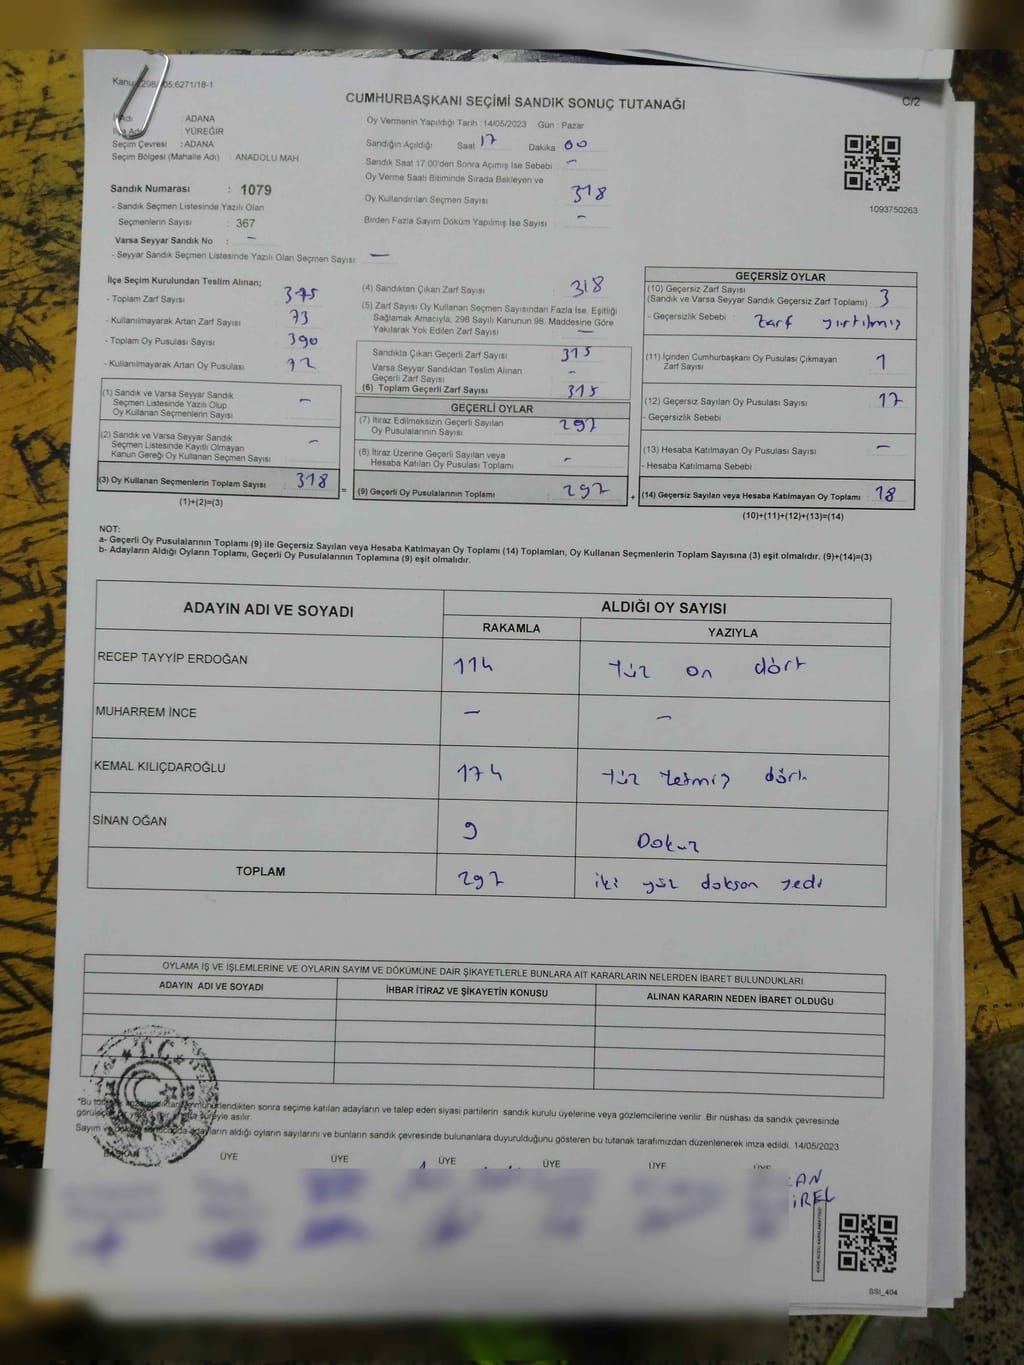 Kanu 298/ 05:6271/18-1
CUMHURBAŞKANI SEÇİMİ SANDIK SONUÇ TUTANAĞI
C/2
: ADANA
: YÜREĞİR
Seçim Çevresi : ADANA
Seçim Bölgesi (Mahalle Adı) : ANADOLU MAH.
Sandık Numarası : 1079
- Sandık Seçmen Listesinde Yazılı Olan
Seçmenlerin Sayısı : 367
Varsa Seyyar Sandık No : -
- Seyyar Sandık Seçmen Listesinde Yazılı Olan Seçmen Sayısı: -
Oy Vermenin Yapıldığı Tarih : 14/05/2023 Gün : Pazar
Sandığın Açıldığı Saat 17 Dakika : 00
Sandık Saat 17.00'den Sonra Açılmış İse Sebebi : -
Oy Verme Saati Bitiminde Sırada Bekleyen ve
Oy Kullandırılan Seçmen Sayısı : 318
Birden Fazla Sayım Döküm Yapılmış İse Sayısı : -
1093750263
İlçe Seçim Kurulundan Teslim Alınan;
- Toplam Zarf Sayısı :
- Kullanılmayarak Artan Zarf Sayısı : 73
- Toplam Oy Pusulası Sayısı : 390
- Kullanılmayarak Artan Oy Pusulası :
(1) Sandık ve Varsa Seyyar Sandık
Seçmen Listesinde Yazılı Olup
Oy Kullanan Seçmenlerin Sayısı : -
(2) Sandık ve Varsa Seyyar Sandık
Seçmen Listesinde Kayıtlı Olmayan
Kanun Gereği Oy Kullanan Seçmen Sayısı : -
(3) Oy Kullanan Seçmenlerin Toplam Sayısı : 318
(1)+(2)=(3)
(4) Sandıktan Çıkan Zarf Sayısı : 318
(5) Zarf Sayısı Oy Kullanan Seçmen Sayısından Fazla İse, Eşitliği
Sağlamak Amacıyla, 298 Sayılı Kanunun 98. Maddesine Göre
Yakılarak Yok Edilen Zarf Sayısı : -
Sandıkta Çıkan Geçerli Zarf Sayısı : 315
Varsa Seyyar Sandıktan Teslim Alınan
Geçerli Zarf Sayısı : -
(6) Toplam Geçerli Zarf Sayısı : 315
GEÇERLİ OYLAR
(7) İtiraz Edilmeksizin Geçerli Sayılan
Oy Pusulalarının Sayısı : 297
(8) İtiraz Üzerine Geçerli Sayılan veya
Hesaba Katılan Oy Pusulası Toplamı : -
= (9) Geçerli Oy Pusulalarının Toplamı : 297
GEÇERSİZ OYLAR
(10) Geçersiz Zarf Sayısı
(Sandık ve Varsa Seyyar Sandık Geçersiz Zarf Toplamı) : 3
- Geçersizlik Sebebi : Zarf yırtılmış
(11) İçinden Cumhurbaşkanı Oy Pusulası Çıkmayan
Zarf Sayısı : 1
(12) Geçersiz Sayılan Oy Pusulası Sayısı : 17
- Geçersizlik Sebebi :
(13) Hesaba Katılmayan Oy Pusulası Sayısı : -
- Hesaba Katılmama Sebebi :
+ (14) Geçersiz Sayılan veya Hesaba Katılmayan Oy Toplamı : 18
(10)+(11)+(12)+(13)=(14)
NOT:
a- Geçerli Oy Pusulalarının Toplamı (9) ile Geçersiz Sayılan veya Hesaba Katılmayan Oy Toplamı (14) Toplamları, Oy Kullanan Seçmenlerin Toplam Sayısına (3) eşit olmalıdır. (9)+(14)=(3)
b- Adayların Aldığı Oyların Toplamı, Geçerli Oy Pusulalarının Toplamına (9) eşit olmalıdır.
ADAYIN ADI VE SOYADI ALDIĞI OY SAYISI
RAKAMLA YAZIYLA
RECEP TAYYİP ERDOĞAN 114 Yüz on dört
MUHARREM İNCE - -
KEMAL KILIÇDAROĞLU 174 Yüz Yetmiş dört
SİNAN OĞAN 9 Dokuz
TOPLAM 297 iki yüz doksan yedi
OYLAMA İŞ VE İŞLEMLERİNE VE OYLARIN SAYIM VE DÖKÜMÜNE DAİR ŞİKAYETLERLE BUNLARA AİT KARARLARIN NELERDEN İBARET BULUNDUKLARI
ADAYIN ADI VE SOYADI İHBAR İTİRAZ VE ŞİKAYETİN KONUSU ALINAN KARARIN NEDEN İBARET OLDUĞU
T.C.
*Bu sonra seçime katılan adayların ve talep eden siyasi partilerin sandık kurulu üyelerine veya gözlemcilerine verilir .Bir nüshası da sandık çevresinde
asılır.
Sayım ve aldığı oyların sayılarını ve bunların sandık çevresinde bulunanlara duyurulduğunu gösteren bu tutanak tarafımızdan düzenlenerek imza edildi. 14/05/2023
ÜYE ÜYE ÜYE ÜYE ÜYE ÜYE
SSI_404